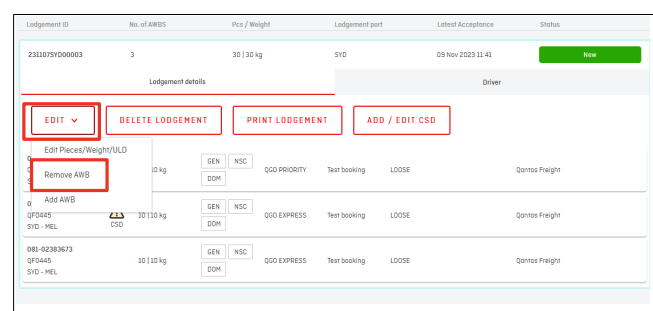 Lodgement ID No. of AWBS Pcs / Weight Lodgement port Latest Acceptance Status
231107SYD00003 3 30 | 30 kg SYD 09 Nov 2023 11:41 New
Lodgement details Driver
EDIT DELETE LODGEMENT PRINT LODGEMENT ADD / EDIT CSD
Edit Pieces/Weight/ULD
Remove AWB
Add AWB
GEN NSC
10 kg QGO PRIORITY Test booking LOOSE Qantas Freight
DOM
GEN NSC
QF0445 10 | 10 kg QGO EXPRESS Test booking LOOSE Qantas Freight
DOM
SYD - MEL CSD
081-02383673
GEN NSC
QF0445 10 | 10 kg QGO EXPRESS Test booking LOOSE Qantas Freight
DOM
SYD - MEL